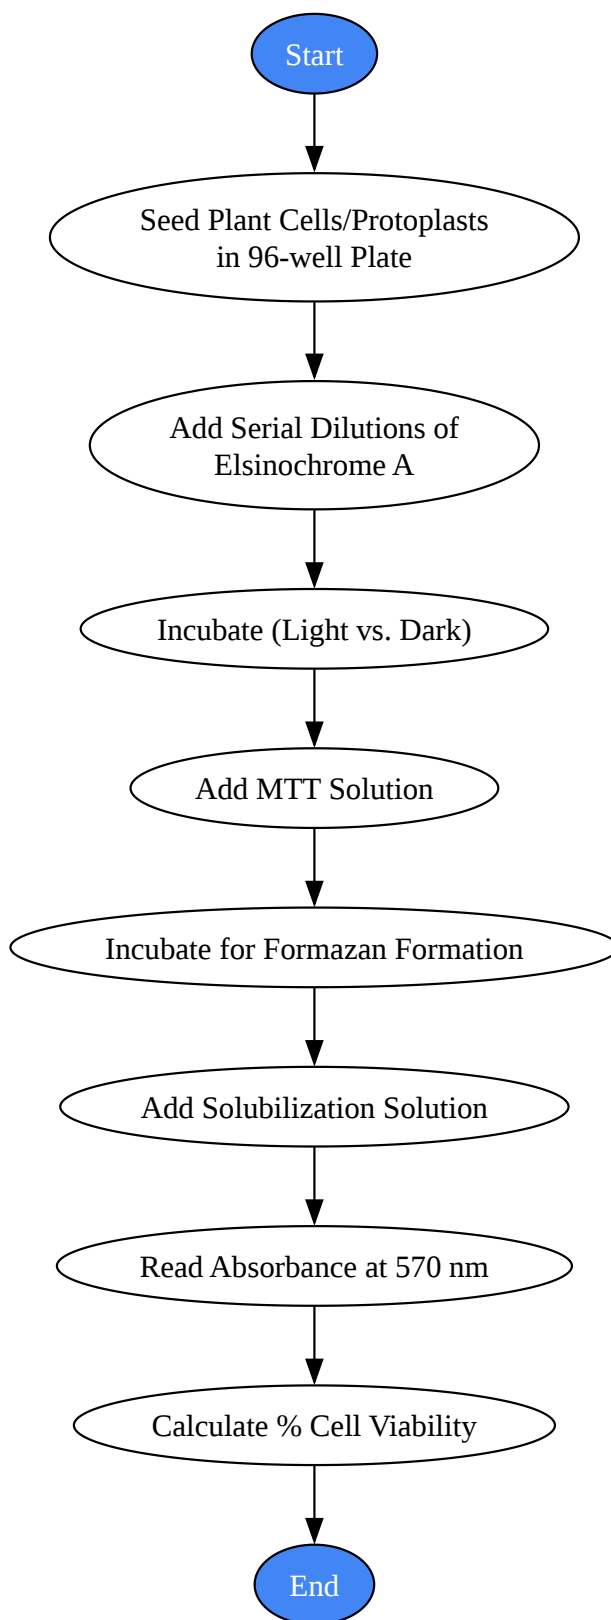 Start
Seed Plant Cells/Protoplasts
in 96-well Plate
Add Serial Dilutions of
Elsinochrome A
Incubate (Light vs. Dark)
Add MTT Solution
Incubate for Formazan Formation
Add Solubilization Solution
Read Absorbance at 570 nm
Calculate % Cell Viability
End